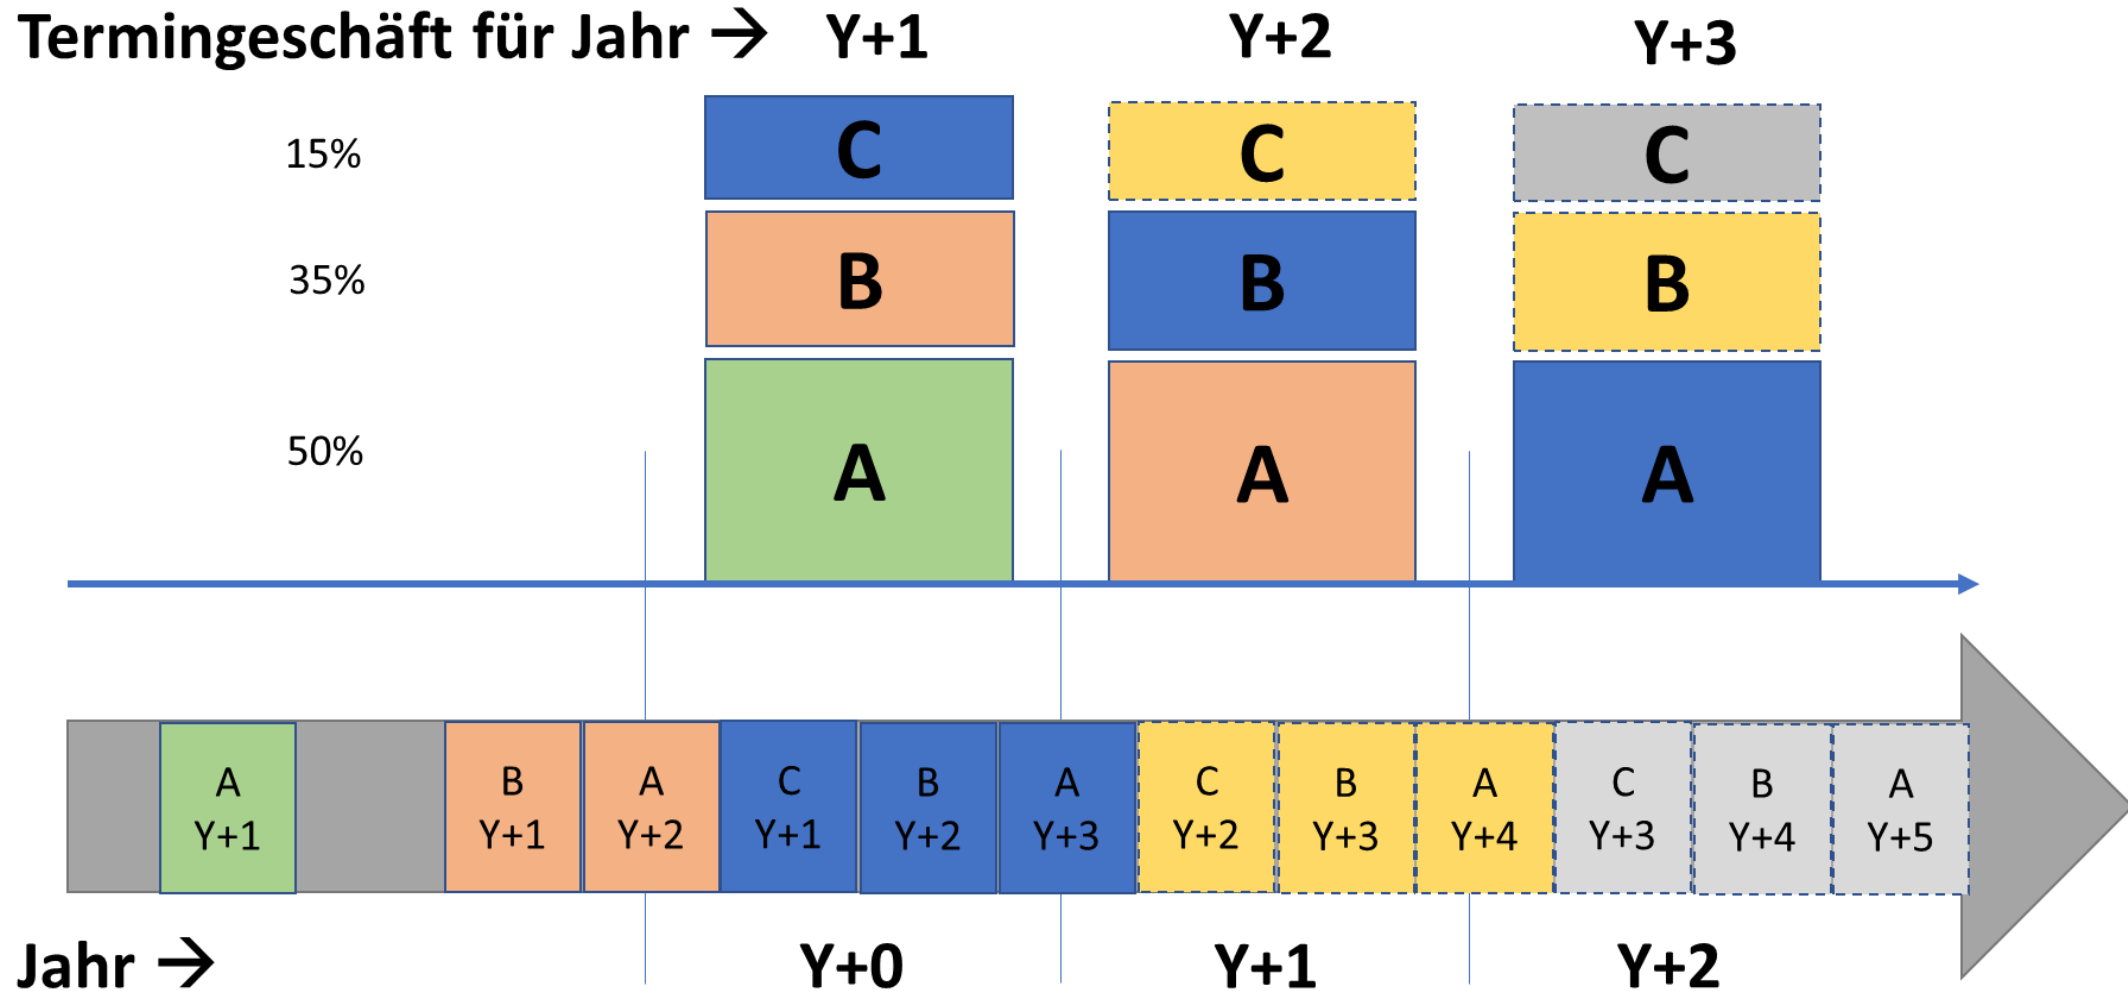 Termingeschäft für Jahr → Y+1 Y+2 Y+3
15% C C C
35% B B B
50% A A A
A B A C B A C B A C B A
Y+1 Y+1 Y+2 Y+1 Y+2 Y+3 Y+2 Y+3 Y+4 Y+3 Y+4 Y+5
Jahr → Y+0 Y+1 Y+2